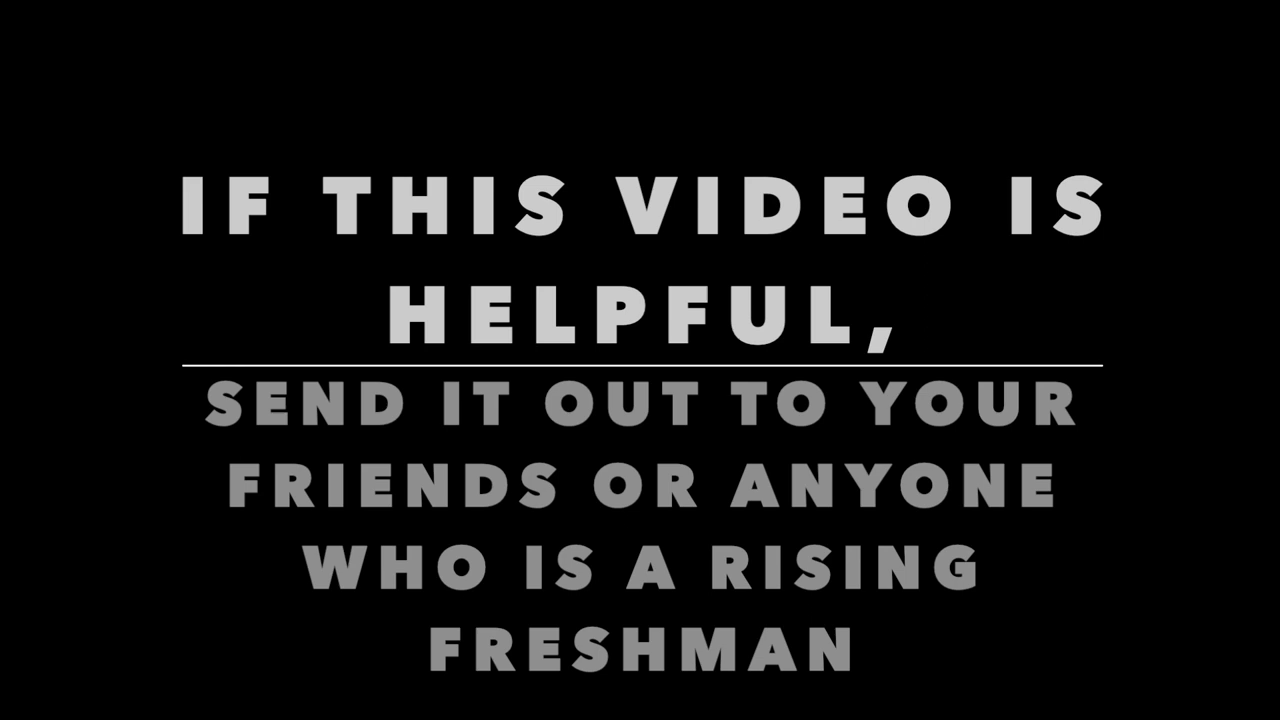 IF THIS VIDEO IS
HELPFUL,
SEND IT OUT TO YOUR
FRIENDS OR ANYONE
WHO IS A RISING
FRESHMAN